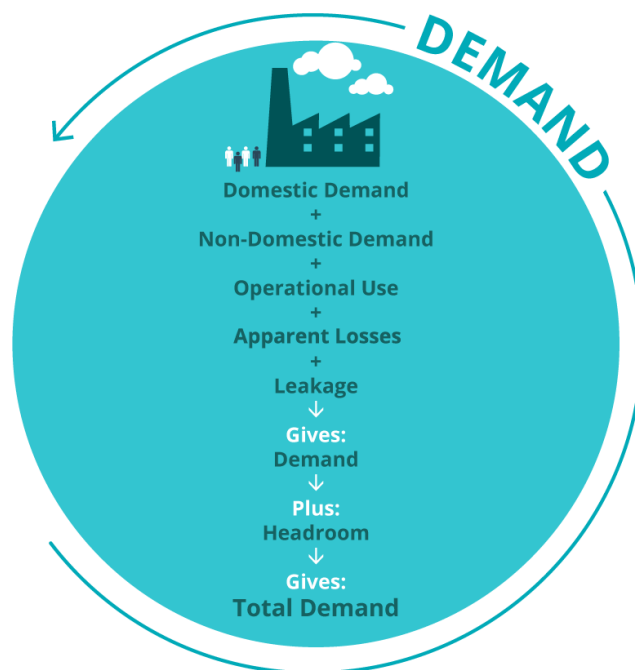 DEMAND
Domestic Demand
+
Non-Domestic Demand
+
Operational Use
+
Apparent Losses
+
Leakage
↓
Gives:
Demand
↓
Plus:
Headroom
↓
Gives:
Total Demand